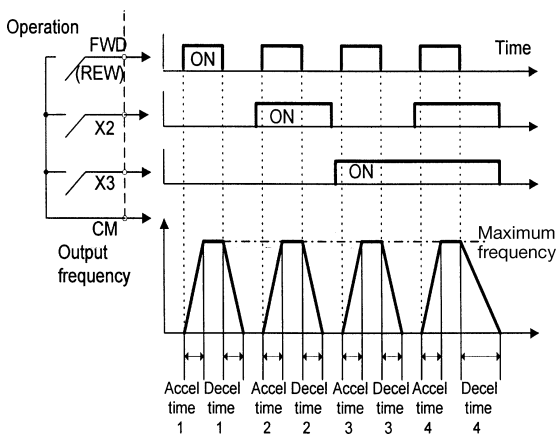 Operation
FWD
(REW)
ON
Time
X2
ON
X3
ON
CM
Output
frequency
Maximum
frequency
Accel Decel Accel Decel Accel Decel Accel Decel
time time time time time time time time
1 1 2 2 3 3 4 4